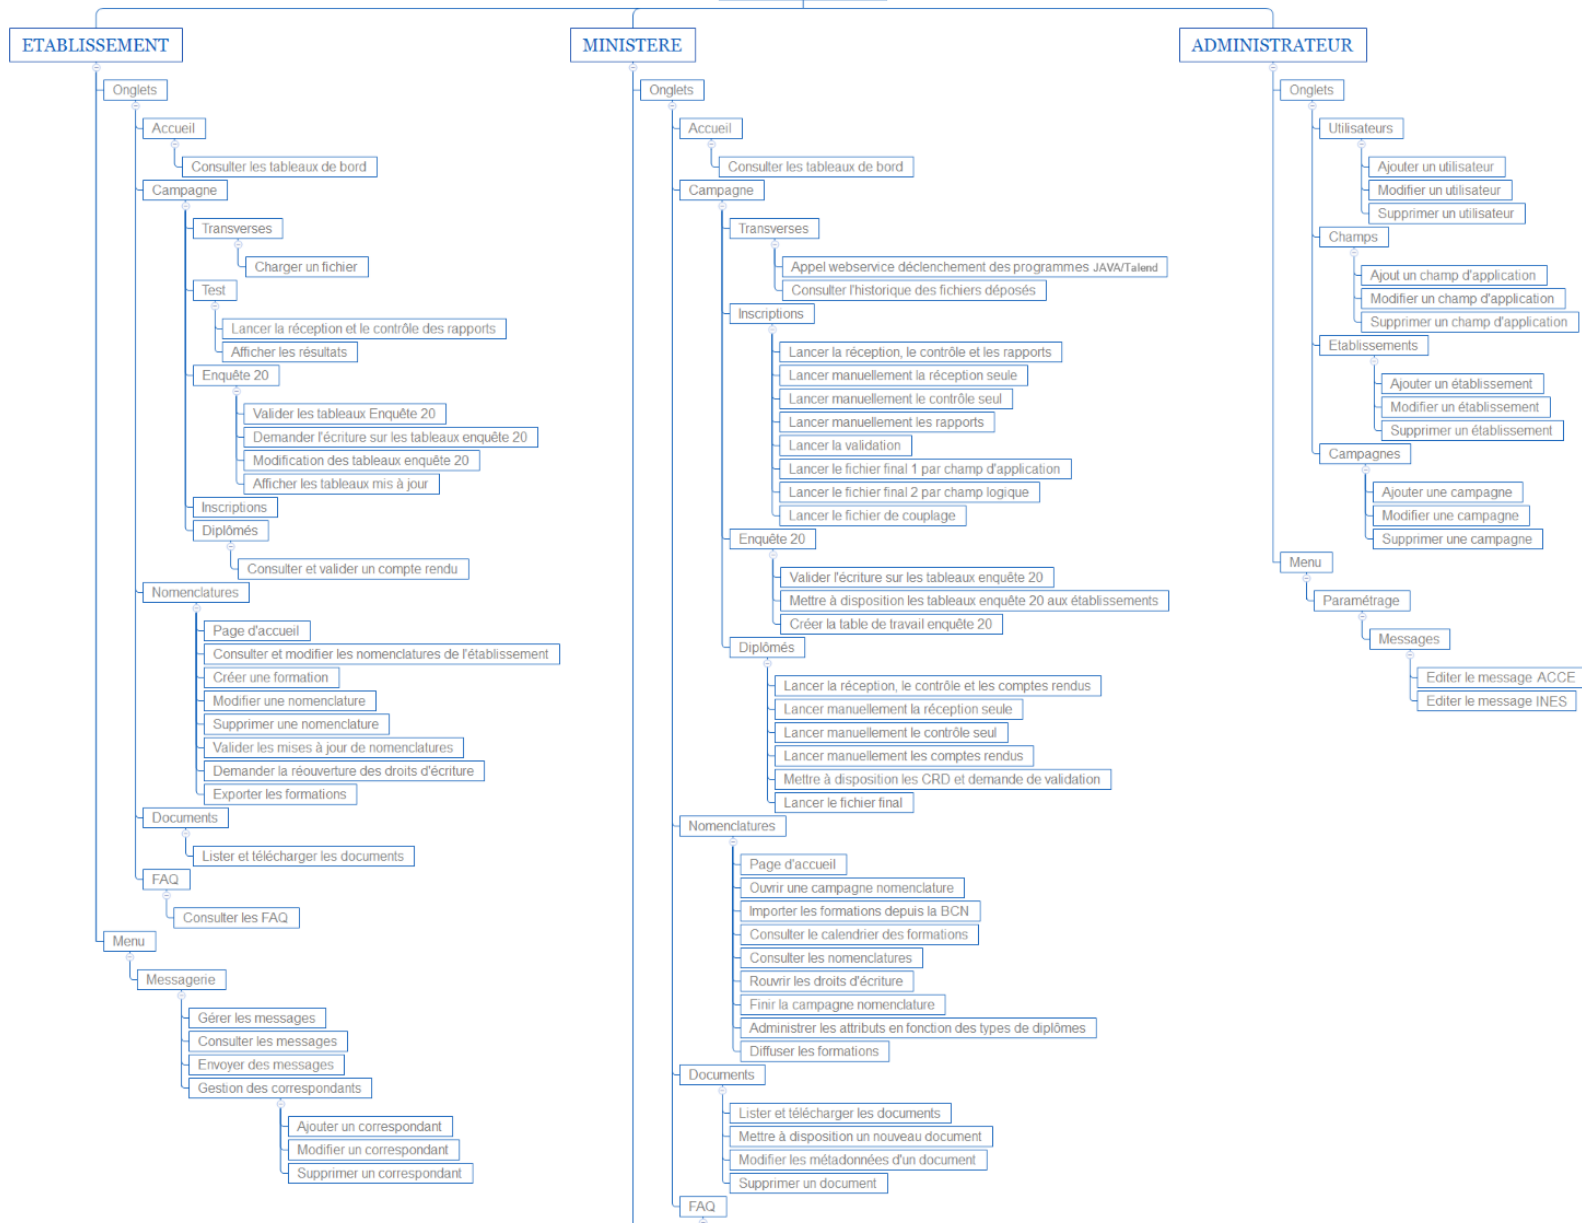 ETABLISSEMENT
Onglets
Accueil
Consulter les tableaux de bord
Campagne
Transverses
Charger un fichier
Test
Lancer la réception et le contrôle des rapports
Afficher les résultats
Enquête 20
Valider les tableaux Enquête 20
Demander l'écriture sur les tableaux enquête 20
Modification des tableaux enquête 20
Afficher les tableaux mis à jour
Inscriptions
Diplômés
Consulter et valider un compte rendu
Nomenclatures
Page d'accueil
Consulter et modifier les nomenclatures de l'établissement
Créer une formation
Modifier une nomenclature
Supprimer une nomenclature
Valider les mises à jour de nomenclatures
Demander la réouverture des droits d'écriture
Exporter les formations
Documents
Lister et télécharger les documents
FAQ
Consulter les FAQ
Menu
Messagerie
Gérer les messages
Consulter les messages
Envoyer des messages
Gestion des correspondants
Ajouter un correspondant
Modifier un correspondant
Supprimer un correspondant
MINISTERE
Onglets
Accueil
Consulter les tableaux de bord
Campagne
Transverses
Appel webservice déclenchement des programmes JAVA/Talend
Consulter l'historique des fichiers déposés
Inscriptions
Lancer la réception, le contrôle et les rapports
Lancer manuellement la réception seule
Lancer manuellement le contrôle seul
Lancer manuellement les rapports
Lancer la validation
Lancer le fichier final 1 par champ d'application
Lancer le fichier final 2 par champ logique
Lancer le fichier de couplage
Enquête 20
Valider l'écriture sur les tableaux enquête 20
Mettre à disposition les tableaux enquête 20 aux établissements
Créer la table de travail enquête 20
Diplômés
Lancer la réception, le contrôle et les comptes rendus
Lancer manuellement la réception seule
Lancer manuellement le contrôle seul
Lancer manuellement les comptes rendus
Mettre à disposition les CRD et demande de validation
Lancer le fichier final
Nomenclatures
Page d'accueil
Ouvrir une campagne nomenclature
Importer les formations depuis la BCN
Consulter le calendrier des formations
Consulter les nomenclatures
Rouvrir les droits d'écriture
Finir la campagne nomenclature
Administrer les attributs en fonction des types de diplômes
Diffuser les formations
Documents
Lister et télécharger les documents
Mettre à disposition un nouveau document
Modifier les métadonnées d'un document
Supprimer un document
FAQ
ADMINISTRATEUR
Onglets
Utilisateurs
Ajouter un utilisateur
Modifier un utilisateur
Supprimer un utilisateur
Champs
Ajout un champ d'application
Modifier un champ d'application
Supprimer un champ d'application
Etablissements
Ajouter un établissement
Modifier un établissement
Supprimer un établissement
Campagnes
Ajouter une campagne
Modifier une campagne
Supprimer une campagne
Menu
Paramétrage
Messages
Editer le message ACCE
Editer le message INES